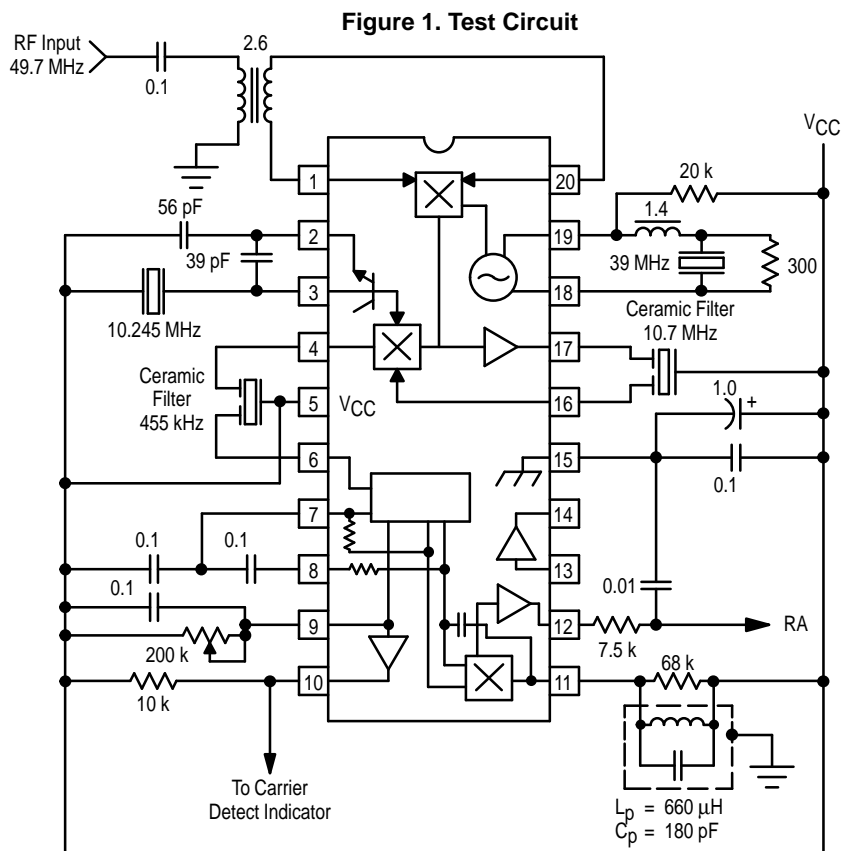 Figure 1. Test Circuit
RF Input
49.7 MHz
0.1
2.6
VCC
1
20
20 k
56 pF
2
19
1.4
39 pF
39 MHz
300
3
18
10.245 MHz
Ceramic Filter
10.7 MHz
4
17
Ceramic
Filter
455 kHz
5
VCC
16
1.0
+
6
15
0.1
7
14
0.1
0.1
8
13
0.01
0.1
9
12
7.5 k
RA
200 k
10
11
68 k
10k
To Carrier
Detect Indicator
Lp = 660 μH
Cp = 180 pF